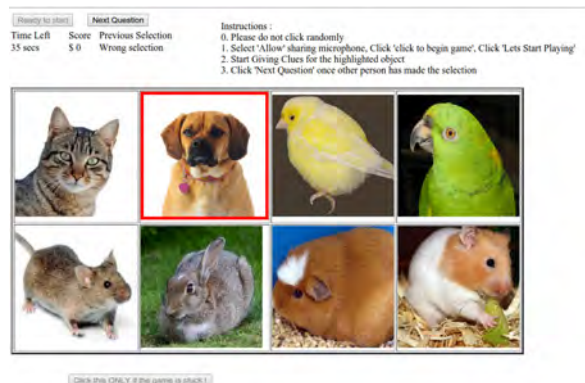 Ready to start
Next Question
Time Left Score Previous Selection
35 secs $ 0 Wrong selection
Instructions :
0. Please do not click randomly
1. Select 'Allow' sharing microphone, Click 'click to begin game', Click 'Lets Start Playing'
2. Start Giving Clues for the highlighted object
3. Click 'Next Question' once other person has made the selection
Click this ONLY if the game is stuck !